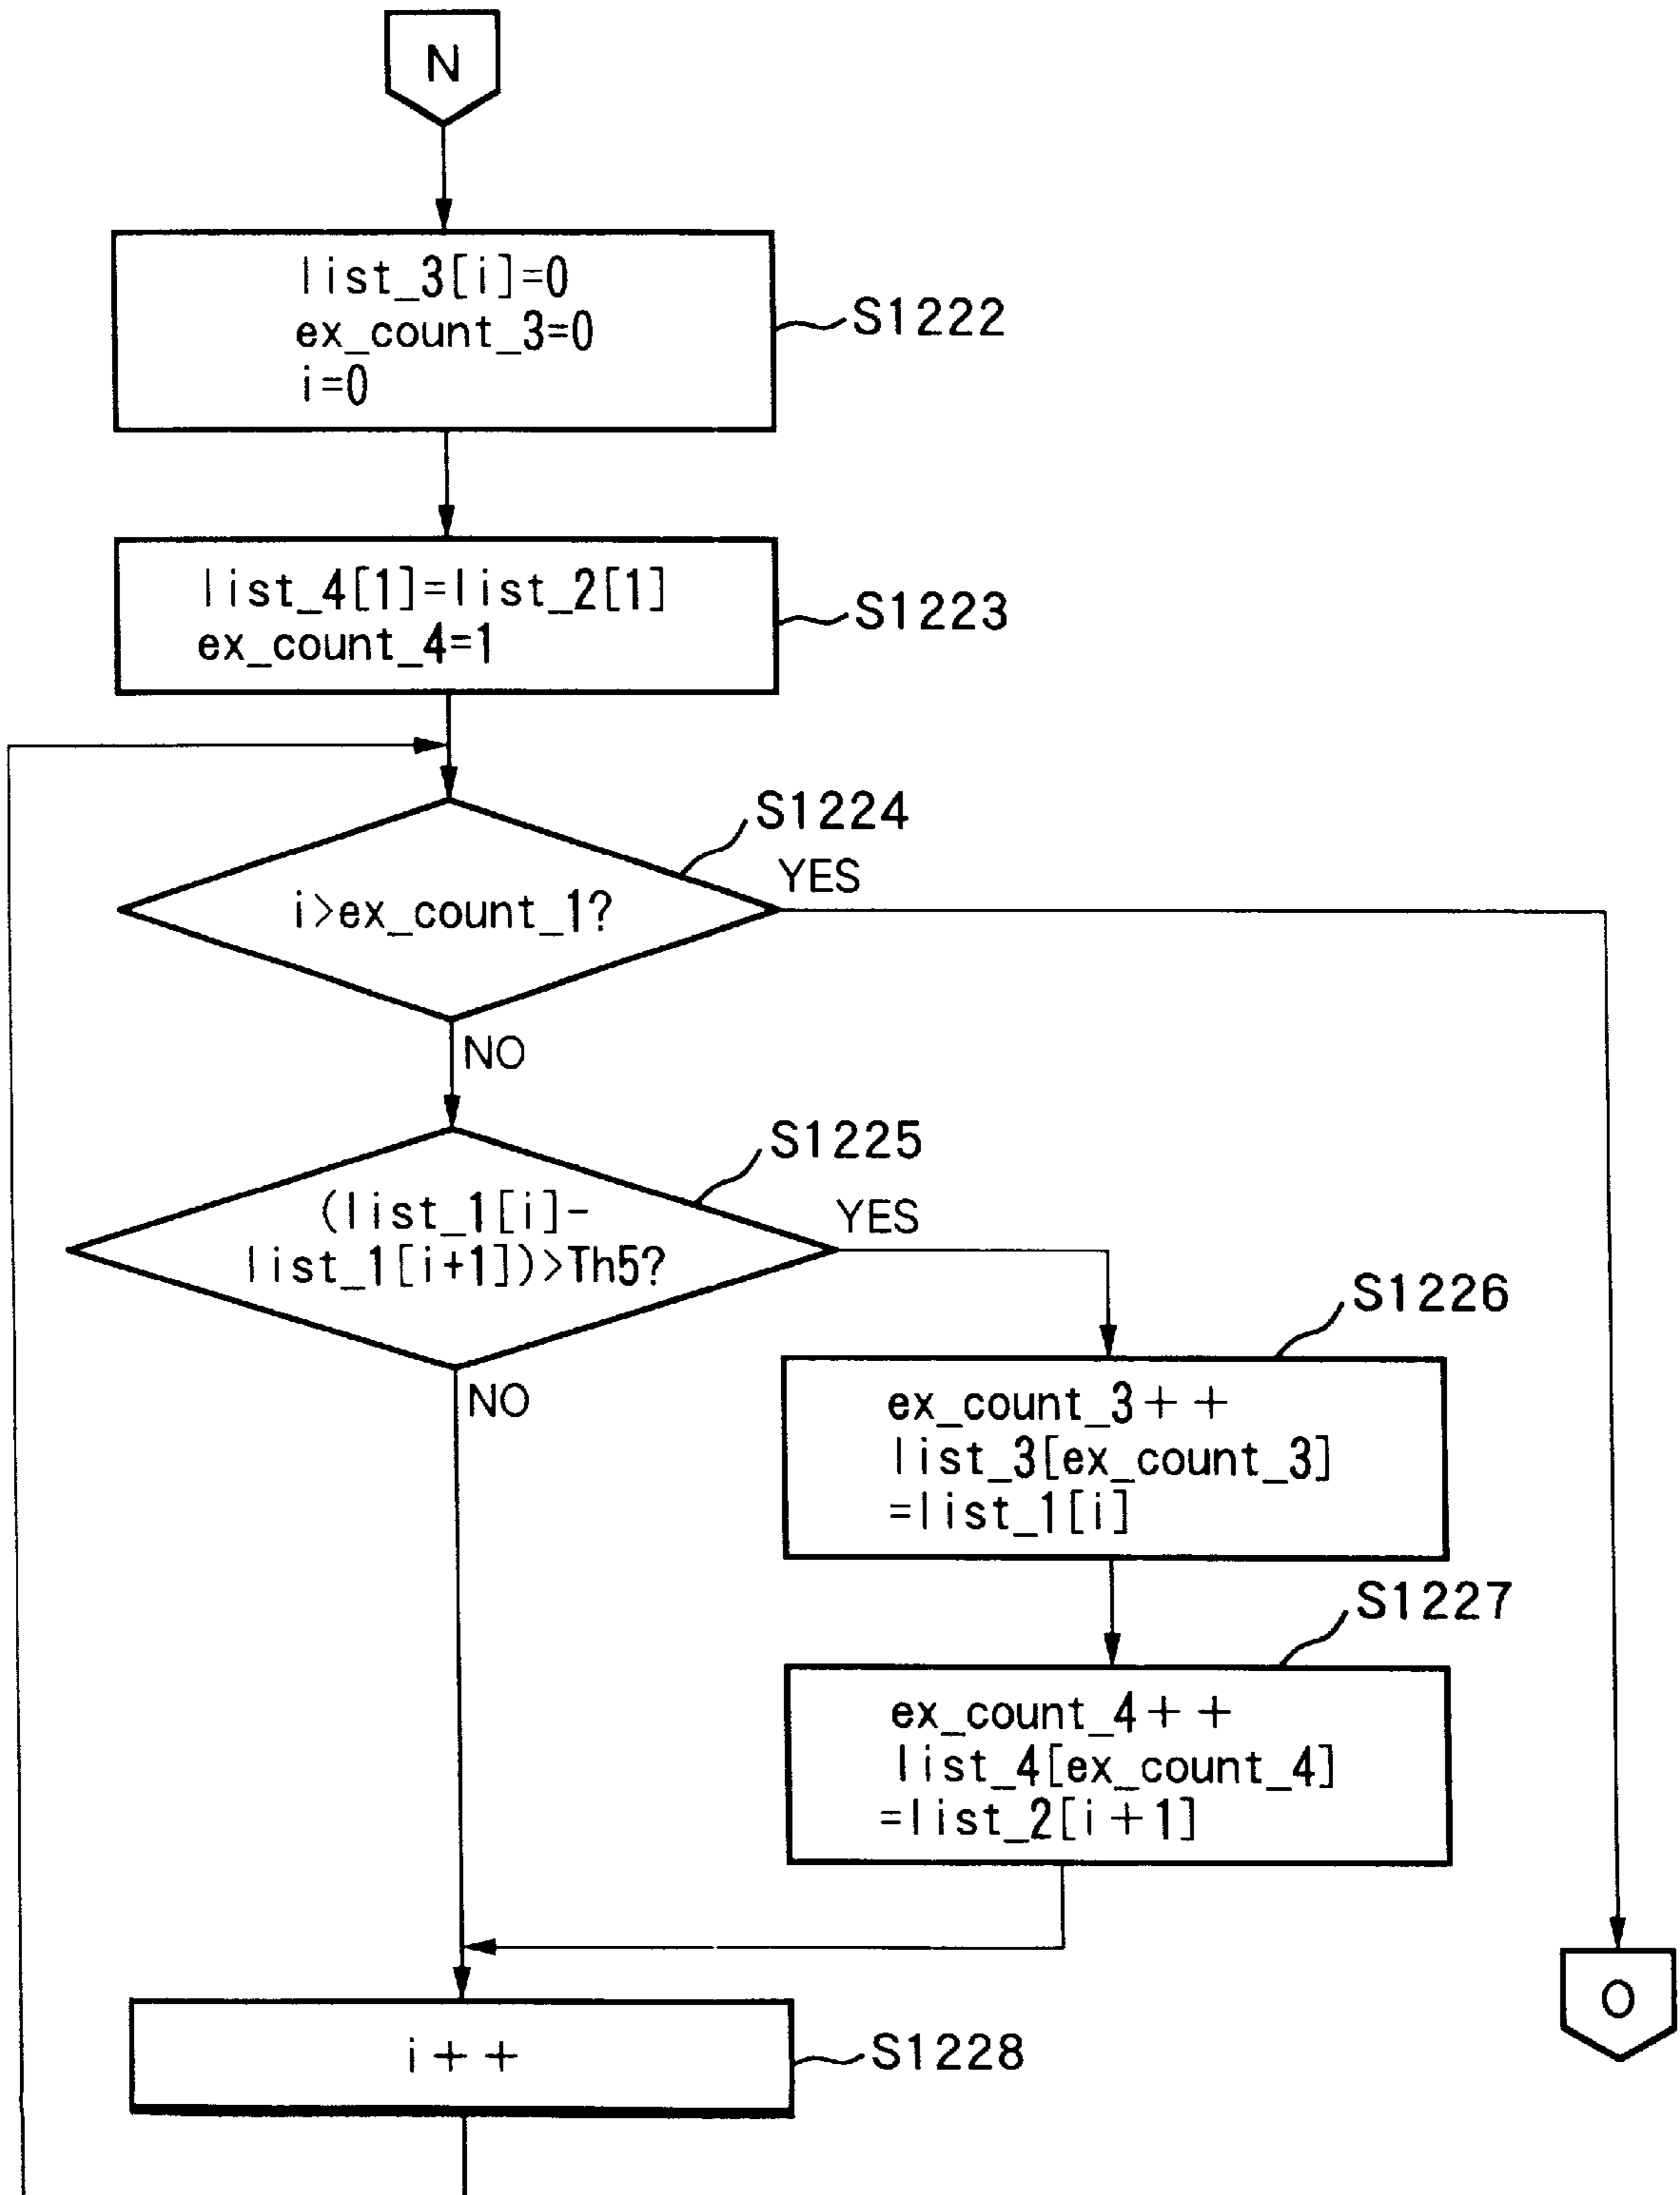 N
list_3[i]=0
ex_count_3=0
i=0
S1222
list_4[1]=list_2[1]
ex_count_4=1
S1223
S1224
i>ex_count_1?
YES
NO
S1225
(list_1[i]-
list_1[i+1])>Th5?
YES
NO
S1226
ex_count_3++
list_3[ex_count_3]
=list_1[i]
S1227
ex_count_4++
list_4[ex_count_4]
=list_2[i+1]
O
i++
S1228